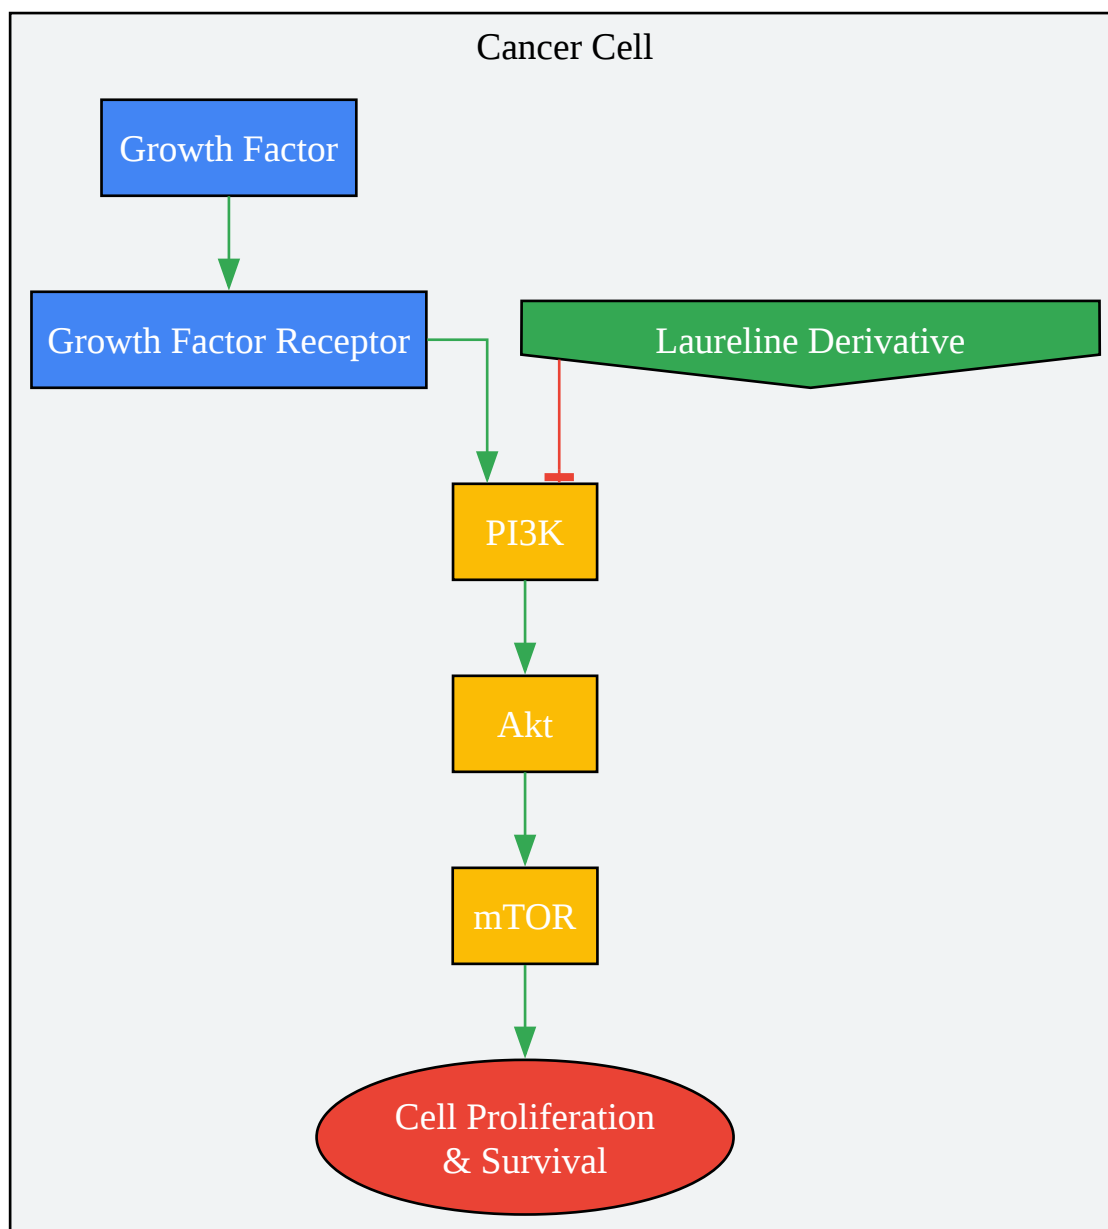 Cancer Cell
Growth Factor
Growth Factor Receptor
Laureline Derivative
PI3K
Akt
mTOR
Cell Proliferation
& Survival